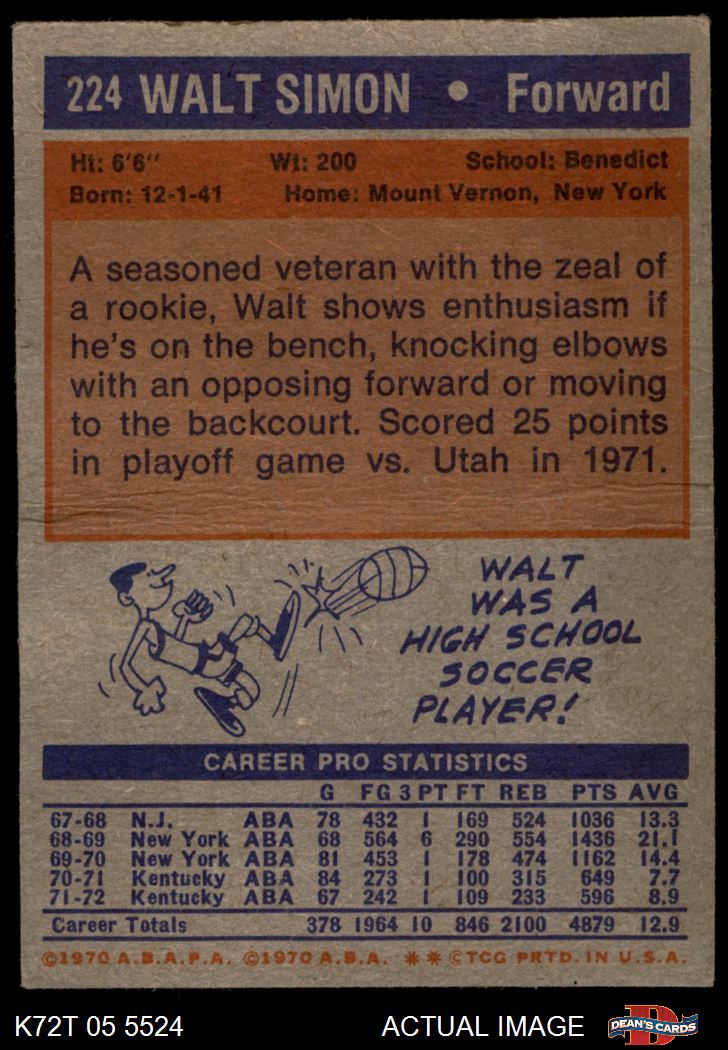 224 WALT SIMON • Forward
Ht: 6'6" Wt: 200 School: Benedict
Born: 12-1-41 Home: Mount Vernon, New York
A seasoned veteran with the zeal of
a rookie, Walt shows enthusiasm if
he's on the bench, knocking elbows
with an opposing forward or moving
to the backcourt. Scored 25 points
in playoff game vs. Utah in 1971.
WALT
WAS A
HIGH SCHOOL
SOCCER
PLAYER!
CAREER PRO STATISTICS
G FG 3PT FT REB PTS AVG
67-68 N.J. ABA 78 432 1 169 524 1036 13.3
68-69 New York ABA 68 564 6 290 554 1436 21.1
69-70 New York ABA 81 453 1 178 474 1162 14.4
70-71 Kentucky ABA 84 273 1 100 315 649 7.7
71-72 Kentucky ABA 67 242 1 109 233 596 8.9
Career Totals 378 1964 10 846 2100 4879 12.9
©1970 A.B.A.P.A. ©1970 A.B.A. ** ©TCG PRTD. IN U.S.A.
K72T 05 5524 ACTUAL IMAGE DEAN'S CARDS